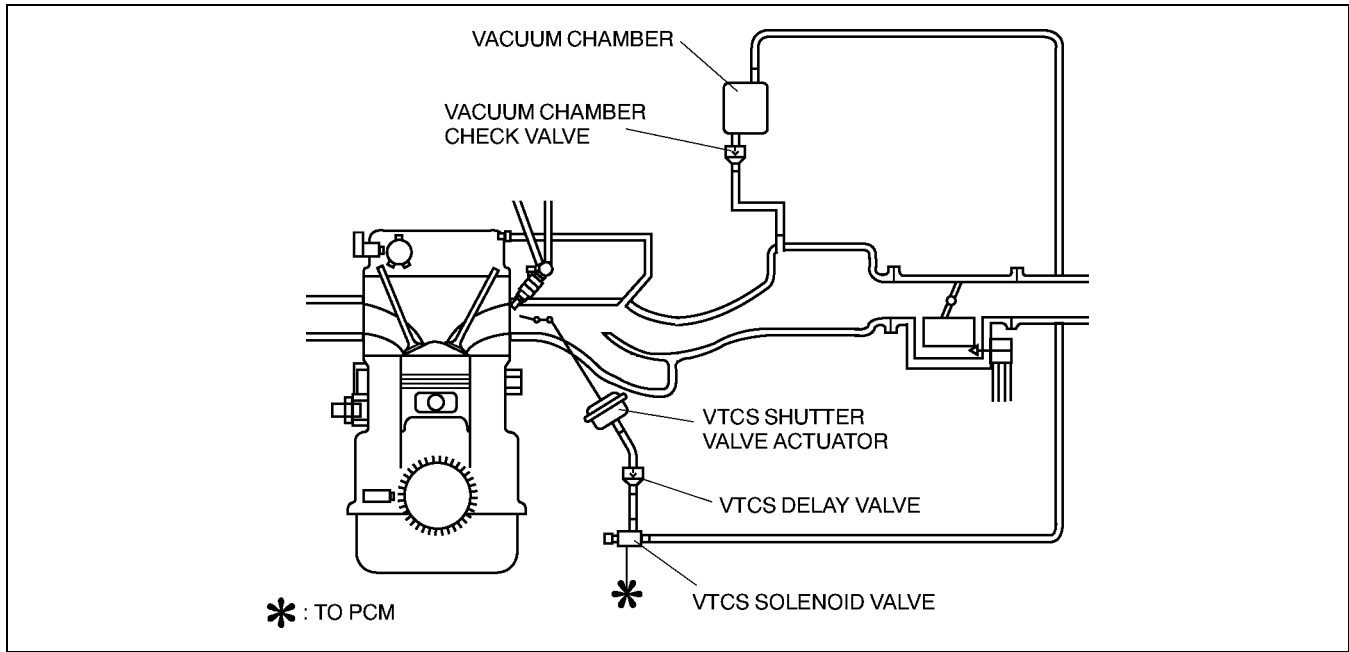 VACUUM CHAMBER
VACUUM CHAMBER
CHECK VALVE
VTCS SHUTTER
VALVE ACTUATOR
VTCS DELAY VALVE
VTCS SOLENOID VALVE
* : TO PCM